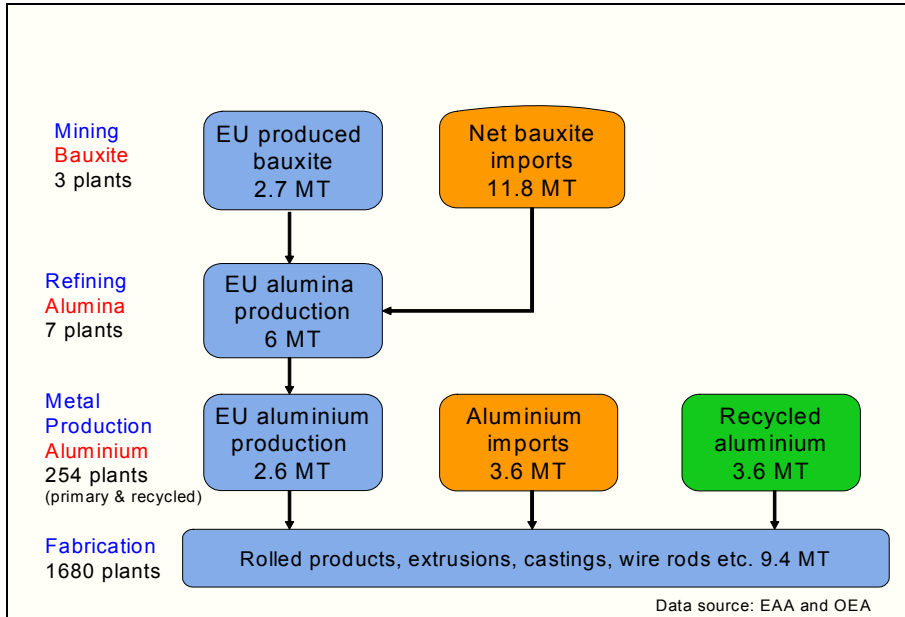 Mining
Bauxite
3 plants
EU produced
bauxite
2.7 MT
Net bauxite
imports
11.8 MT
Refining
Alumina
7 plants
EU alumina
production
6 MT
Metal
Production
Aluminium
254 plants
(primary & recycled)
EU aluminium
production
2.6 MT
Aluminium
imports
3.6 MT
Recycled
aluminium
3.6 MT
Fabrication
1680 plants
Rolled products, extrusions, castings, wire rods etc. 9.4 MT
Data source: EAA and OEA